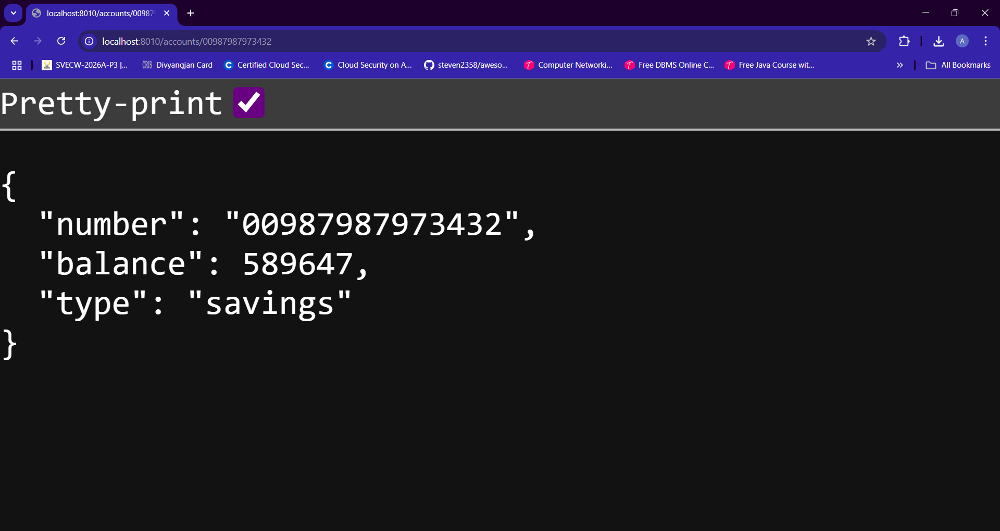 localhost:8010/accounts/00987
localhost:8010/accounts/00987987973432
A
SVECW-2026A-P3 |...
CRIS Divyangjan Card
C Certified Cloud Sec...
C Cloud Security on A...
steven2358/aweso...
Computer Networki...
Free DBMS Online C...
Free Java Course wit...
All Bookmarks
Pretty-print
{
"number": "00987987973432",
"balance": 589647,
"type": "savings"
}